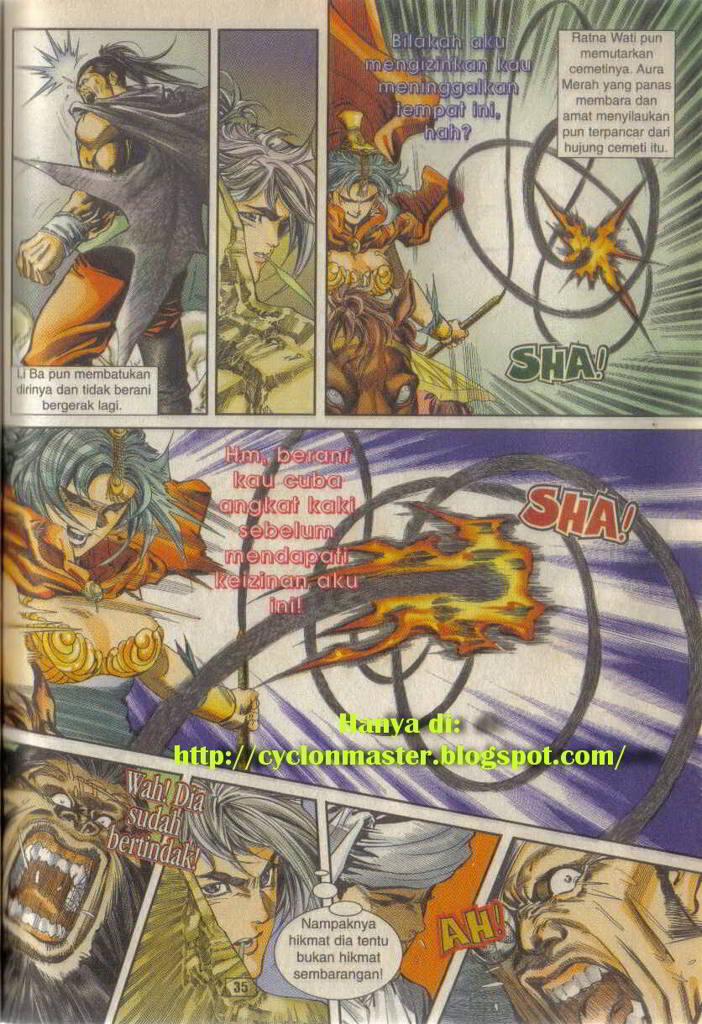 Li Ba pun membatukan
dirinya dan tidak berani
bergerak lagi.
Bilakah aku
mengizinkan kau
meninggalkan
tempat ini,
hah?
Ratna Wati pun
memutarkan
cemetinya. Aura
Merah yang panas
membara dan
amat menyilaukan
pun terpancar dari
hujung cemeti itu.
SHA!
Hm, berani
kau cuba
angkat kaki
sebelum
mendapati
keizinan aku
ini!
SHA!
Hanya di:
http://cyclonmaster.blogspot.com/
Wah! Dia
sudah
bertindak!
Nampaknya
hikmat dia tentu
bukan hikmat
sembarangan!
AH!
35